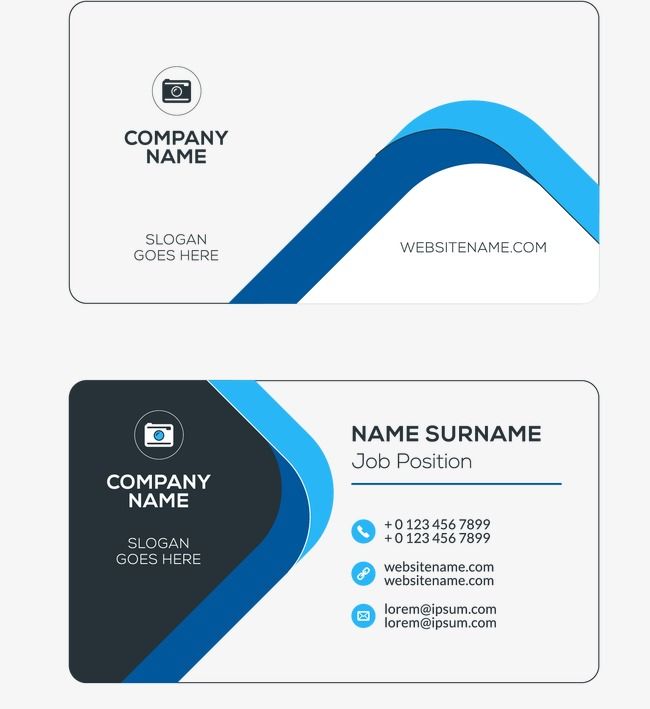 COMPANY
NAME
SLOGAN
GOES HERE
WEBSITENAME.COM
COMPANY
NAME
SLOGAN
GOES HERE
NAME SURNAME
Job Position
+ 0 123 456 7899
+ 0 123 456 7899
websitename.com
websitename.com
lorem@ipsum.com
lorem@ipsum.com